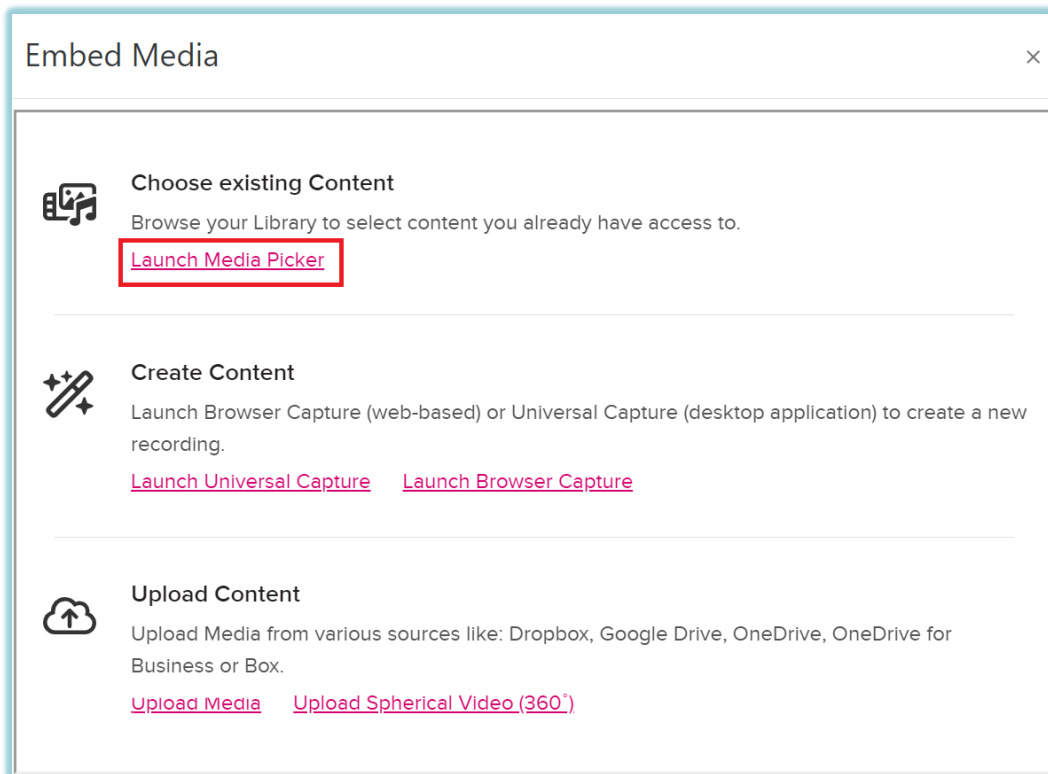 Embed Media
Choose existing Content
Browse your Library to select content you already have access to.
Launch Media Picker
Create Content
Launch Browser Capture (web-based) or Universal Capture (desktop application) to create a new
recording.
Launch Universal Capture Launch Browser Capture
Upload Content
Upload Media from various sources like: Dropbox, Google Drive, OneDrive, OneDrive for
Business or Box.
Upload Media Upload Spherical Video (360°)